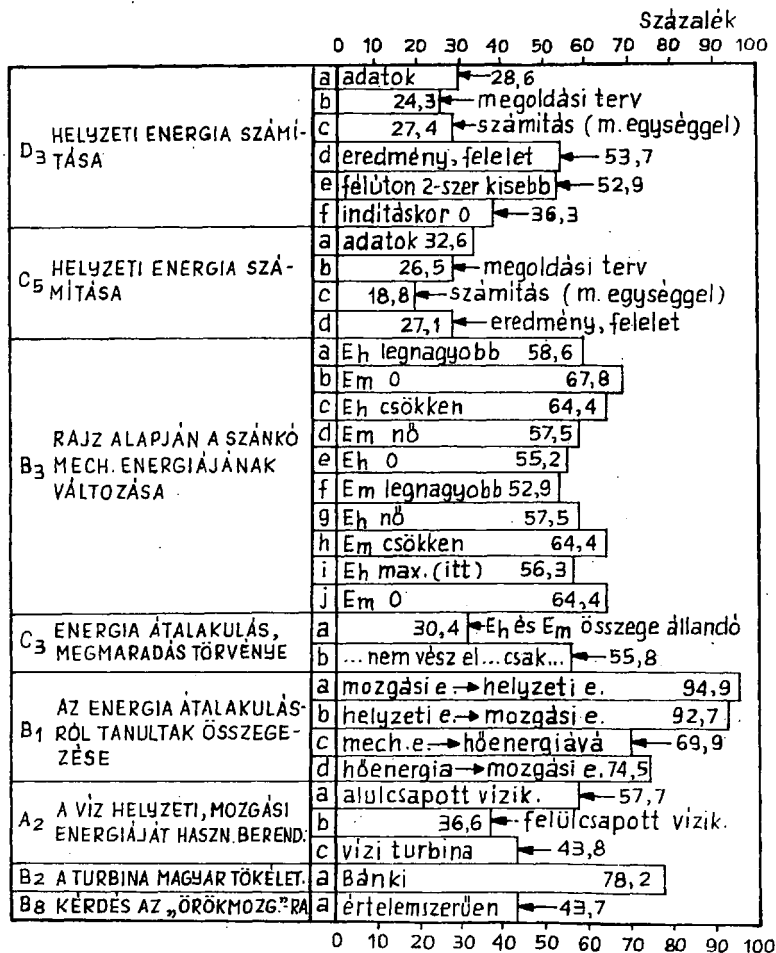 Százalék
0 10 20 30 40 50 60 70 80 90 100
D3 HELYZETI ENERGIA SZÁMÍ-
TÁSA
a adatok 28,6
b 24,3 megoldási terv
c 27,4 számítás (m. egységgel)
d eredmény, felelet 53,7
e félúton 2-szer kisebb 52,9
f indításkor 0 36,3
C5 HELYZETI ENERGIA SZÁ-
MÍTÁSA
a adatok 32,6
b 26,5 megoldási terv
c 18,8 számítás (m. egységgel)
d 27,1 eredmény, felelet
B3 RAJZ ALAPJÁN A SZÁNKÓ
MECH. ENERGIÁJÁNAK
VÁLTOZÁSA
a Eh legnagyobb 58,6
b Em 0 67,8
c Eh csökken 64,4
d Em nő 57,5
e Eh 0 55,2
f Em legnagyobb 52,9
g Eh nő 57,5
h Em csökken 64,4
i Eh max. (itt) 56,3
j Em 0 64,4
C3 ENERGIA ÁTALAKULÁS,
MEGMARADÁS TÖRVÉNYE
a 30,4 Eh és Em összege állandó
b ...nem vész el...csak... 55,8
B1 AZ ENERGIA ÁTALAKULÁS-
RÓL TANULTAK ÖSSZEGE-
ZÉSE
a mozgási e.→helyzeti e. 94,9
b helyzeti e.→mozgási e. 92,7
c mech.e.→hőenergiává 69,9
d hőenergia→mozgási e. 74,5
A2 A VÍZ HELYZETI, MOZGÁSI
ENERGIÁJÁT HASZN. BEREND.
a alulcsapott vízik. 57,7
b 36,6 felülcsapott vízik.
c vízi turbina 43,8
B2 A TURBINA MAGYAR TÖKÉLET. a Bánki 78,2
B8 KÉRDÉS AZ „ÖRÖKMOZG."RA a értelemszerűen 43,7
0 10 20 30 40 50 60 70 80 90 100